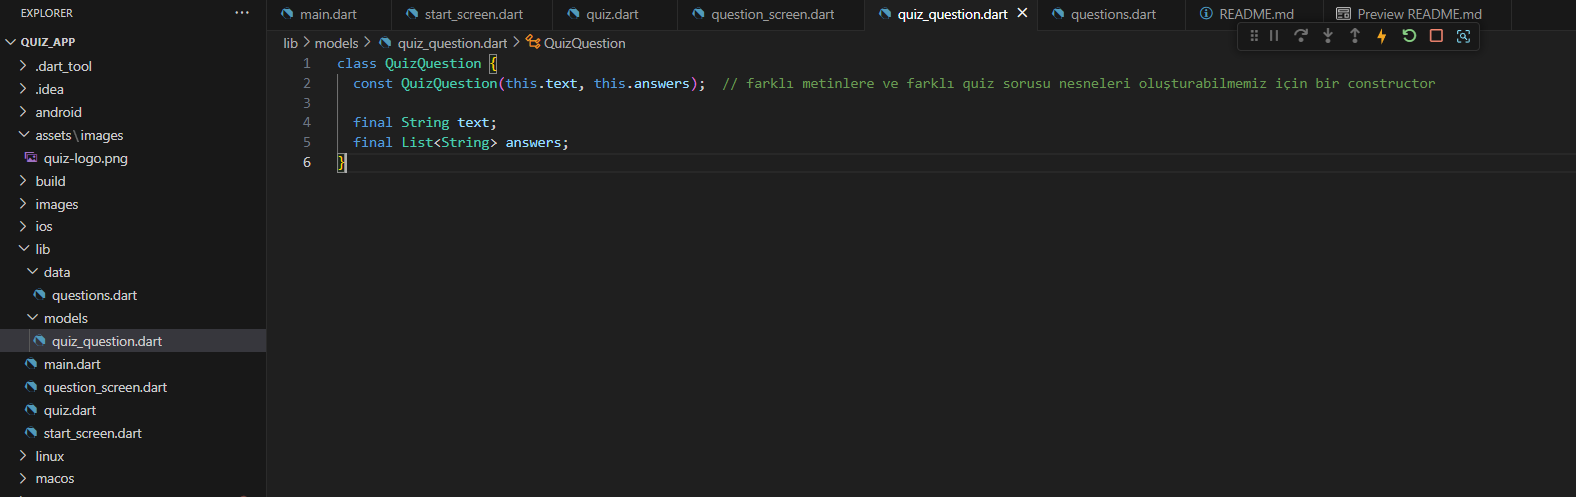 EXPLORER ···
QUIZ_APP
.dart_tool
.idea
android
assets\images
quiz-logo.png
build
images
ios
lib
data
questions.dart
models
quiz_question.dart
main.dart
question_screen.dart
quiz.dart
start_screen.dart
linux
macos
main.dart start_screen.dart quiz.dart question_screen.dart quiz_question.dart questions.dart README.md Preview README.md
lib > models > quiz_question.dart > QuizQuestion
1 class QuizQuestion {
2 const QuizQuestion(this.text, this.answers); // farklı metinlere ve farklı quiz sorusu nesneleri oluşturabilmemiz için bir constructor
3
4 final String text;
5 final List<String> answers;
6 }